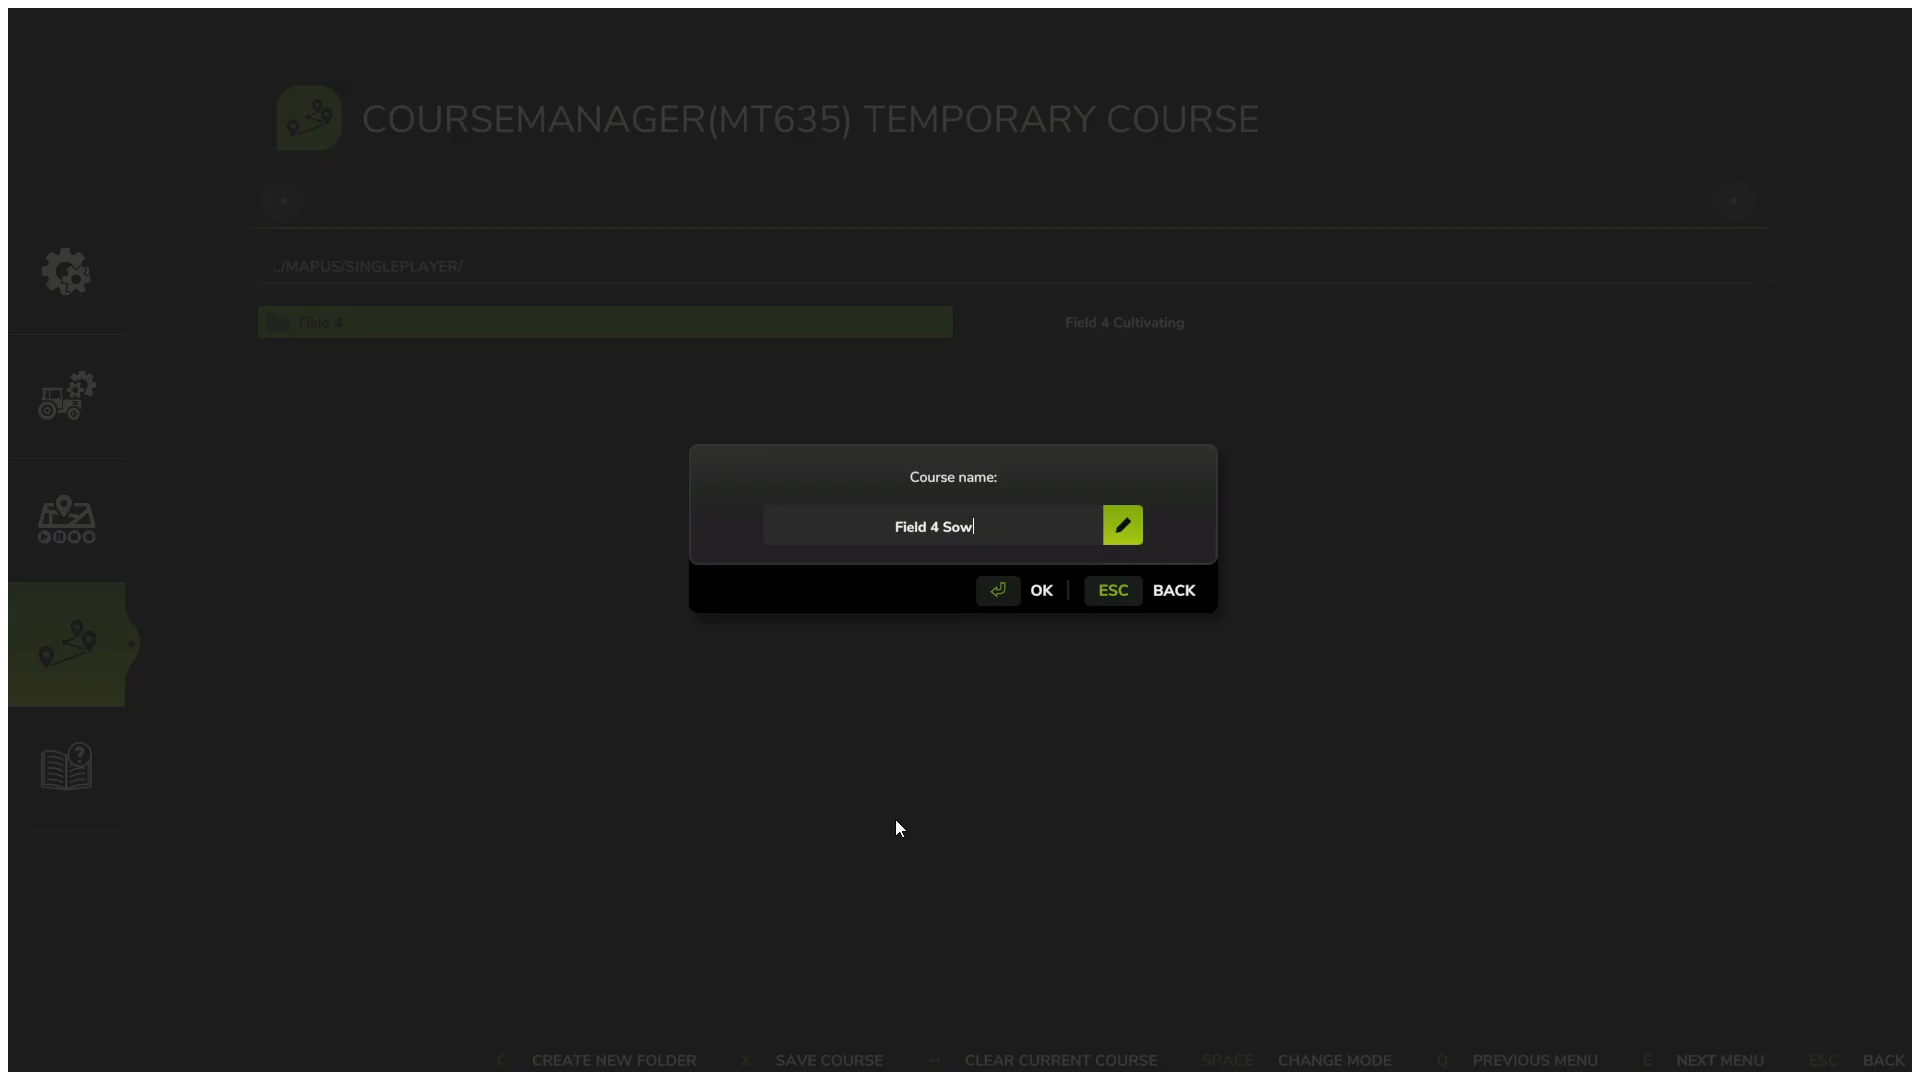 COURSEMANAGER(MT635) TEMPORARY COURSE
../MAPUS/SINGLEPLAYER/
Field 4
Field 4 Cultivating
Course name:
Field 4 Sow
OK
ESC BACK
C CREATE NEW FOLDER X SAVE COURSE CLEAR CURRENT COURSE SPACE CHANGE MODE Q PREVIOUS MENU E NEXT MENU ESC BACK